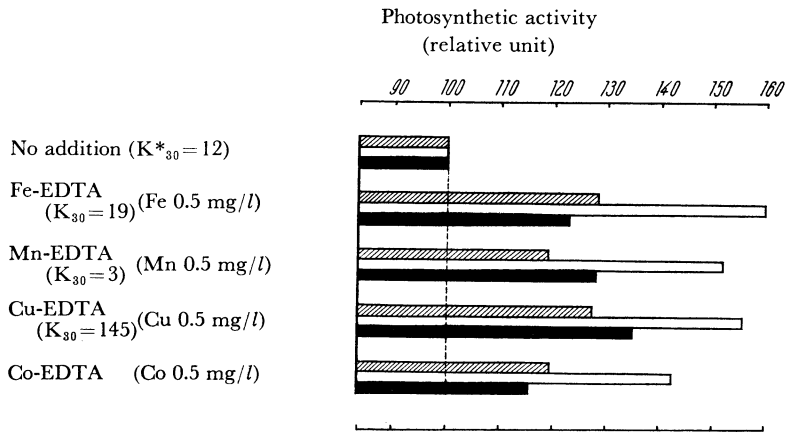 Photosynthetic activity
(relative unit)
90 100 110 120 130 140 150 160
No addition (K*₃₀=12)
Fe-EDTA
(K₃₀=19) (Fe 0.5 mg/l)
Mn-EDTA
(K₃₀=3) (Mn 0.5 mg/l)
Cu-EDTA
(K₃₀=145) (Cu 0.5 mg/l)
Co-EDTA (Co 0.5 mg/l)